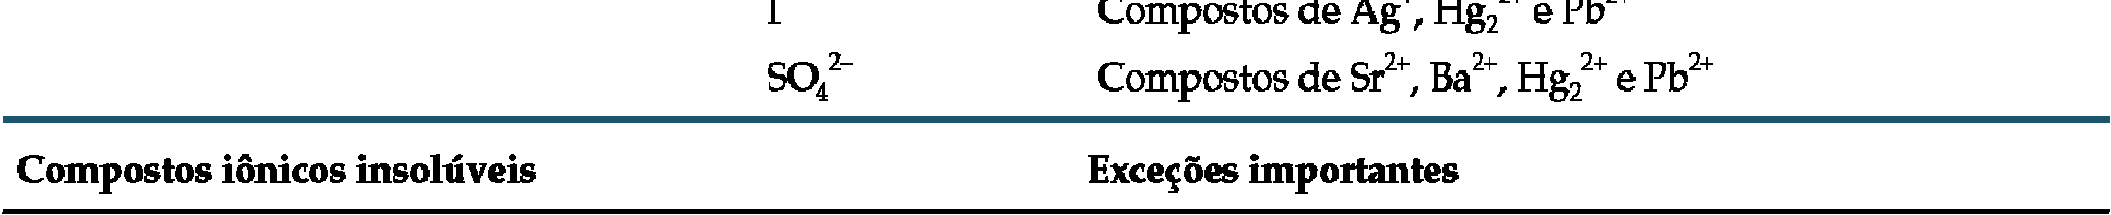 I Compostos de Ag⁺, Hg₂²⁺ e Pb²⁺
SO₄²⁻ Compostos de Sr²⁺, Ba²⁺, Hg₂²⁺ e Pb²⁺
Compostos iônicos insolúveis Exceções importantes